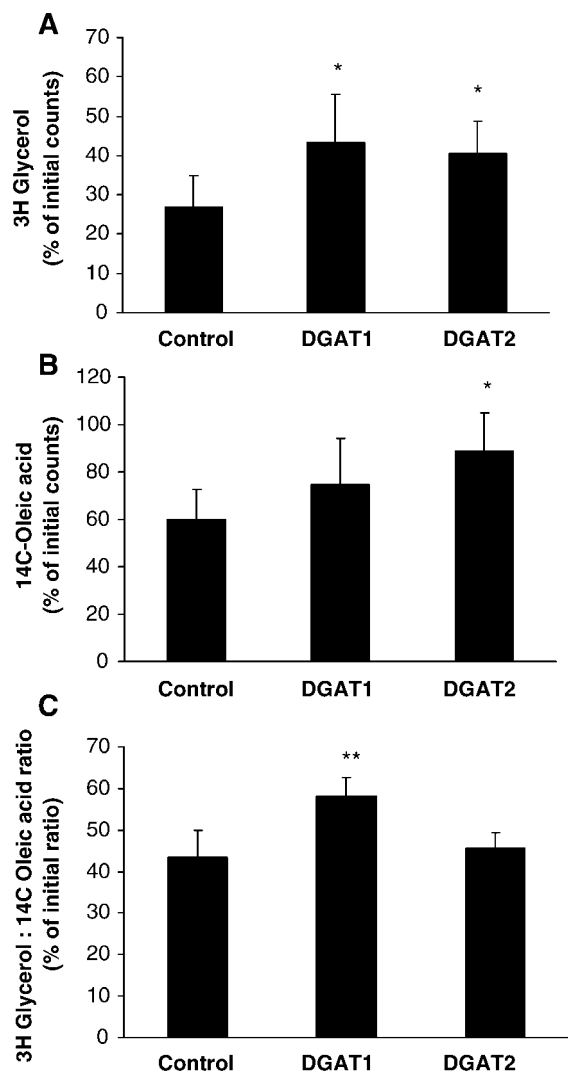 A
3H Glycerol
(% of initial counts)
70
60
50
40
30
20
10
0
*
*
Control DGAT1 DGAT2
B
14C-Oleic acid
(% of initial counts)
120
100
80
60
40
20
0
*
Control DGAT1 DGAT2
C
3H Glycerol : 14C Oleic acid ratio
(% of initial ratio)
70
60
50
40
30
20
10
0
**
Control DGAT1 DGAT2